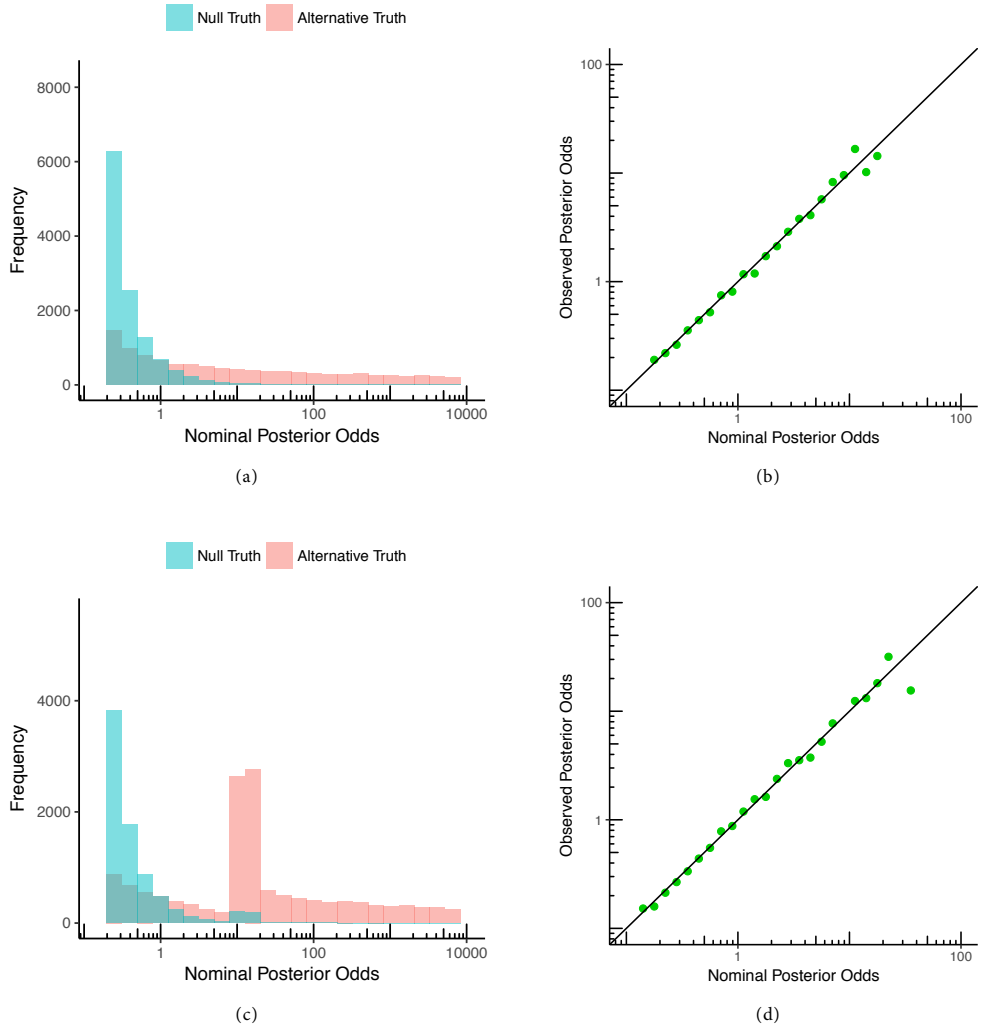 Null Truth Alternative Truth
8000
6000
4000
2000
0
Frequency
1 100 10000
Nominal Posterior Odds
(a)
100
1
Observed Posterior Odds
1 100
Nominal Posterior Odds
(b)
Null Truth Alternative Truth
4000
2000
0
Frequency
1 100 10000
Nominal Posterior Odds
(c)
100
1
Observed Posterior Odds
1 100
Nominal Posterior Odds
(d)